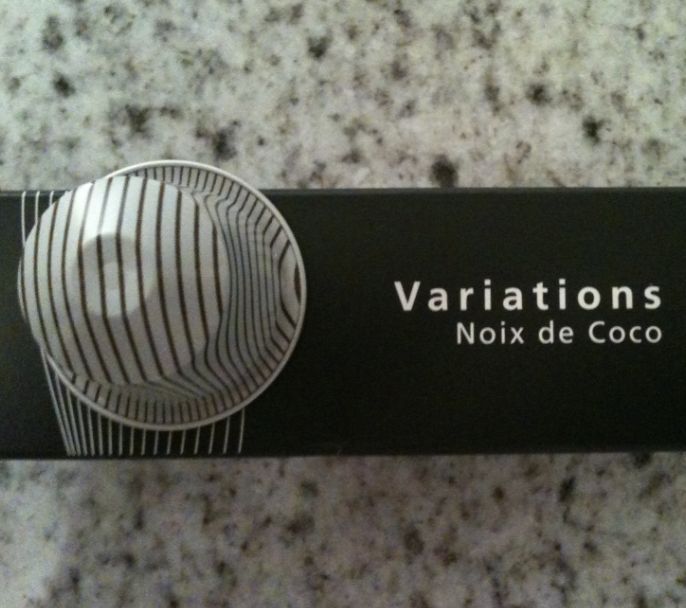 Variations
Noix de Coco